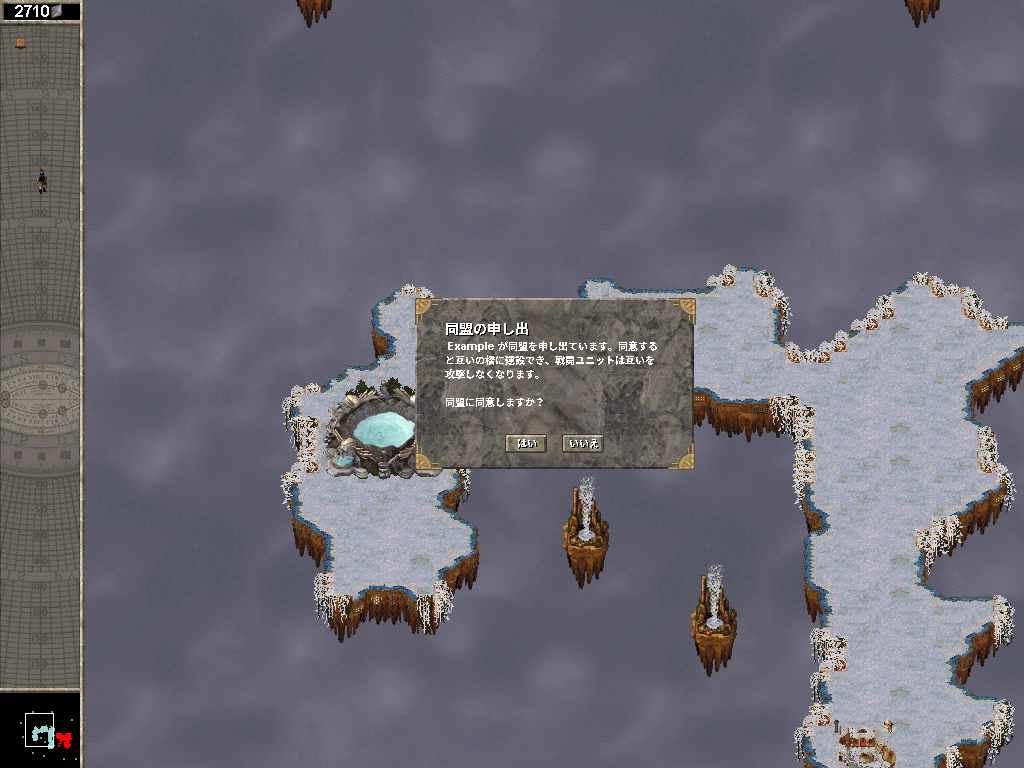 2710
同盟の申し出
Example が同盟を申し出ています。同意する
と互いの橋に建設でき、戦闘ユニットは互いを
攻撃しなくなります。
同盟に同意しますか？
はい いいえ